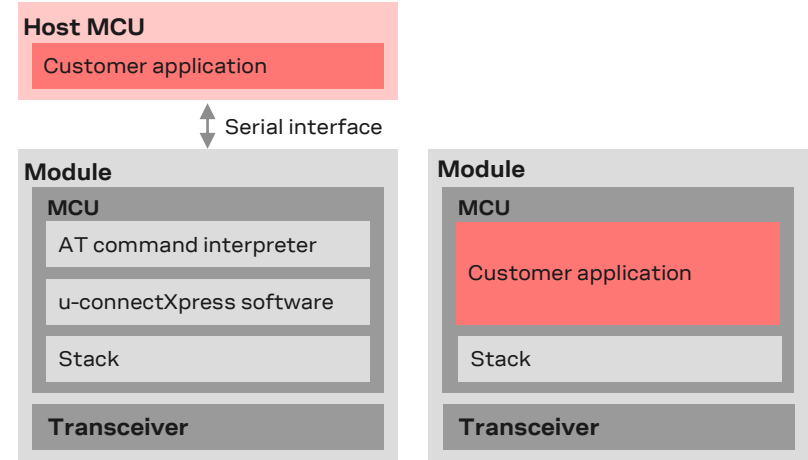 Host MCU
Customer application
Serial interface
Module
MCU
AT command interpreter
u-connectXpress software
Stack
Transceiver
Module
MCU
Customer application
Stack
Transceiver